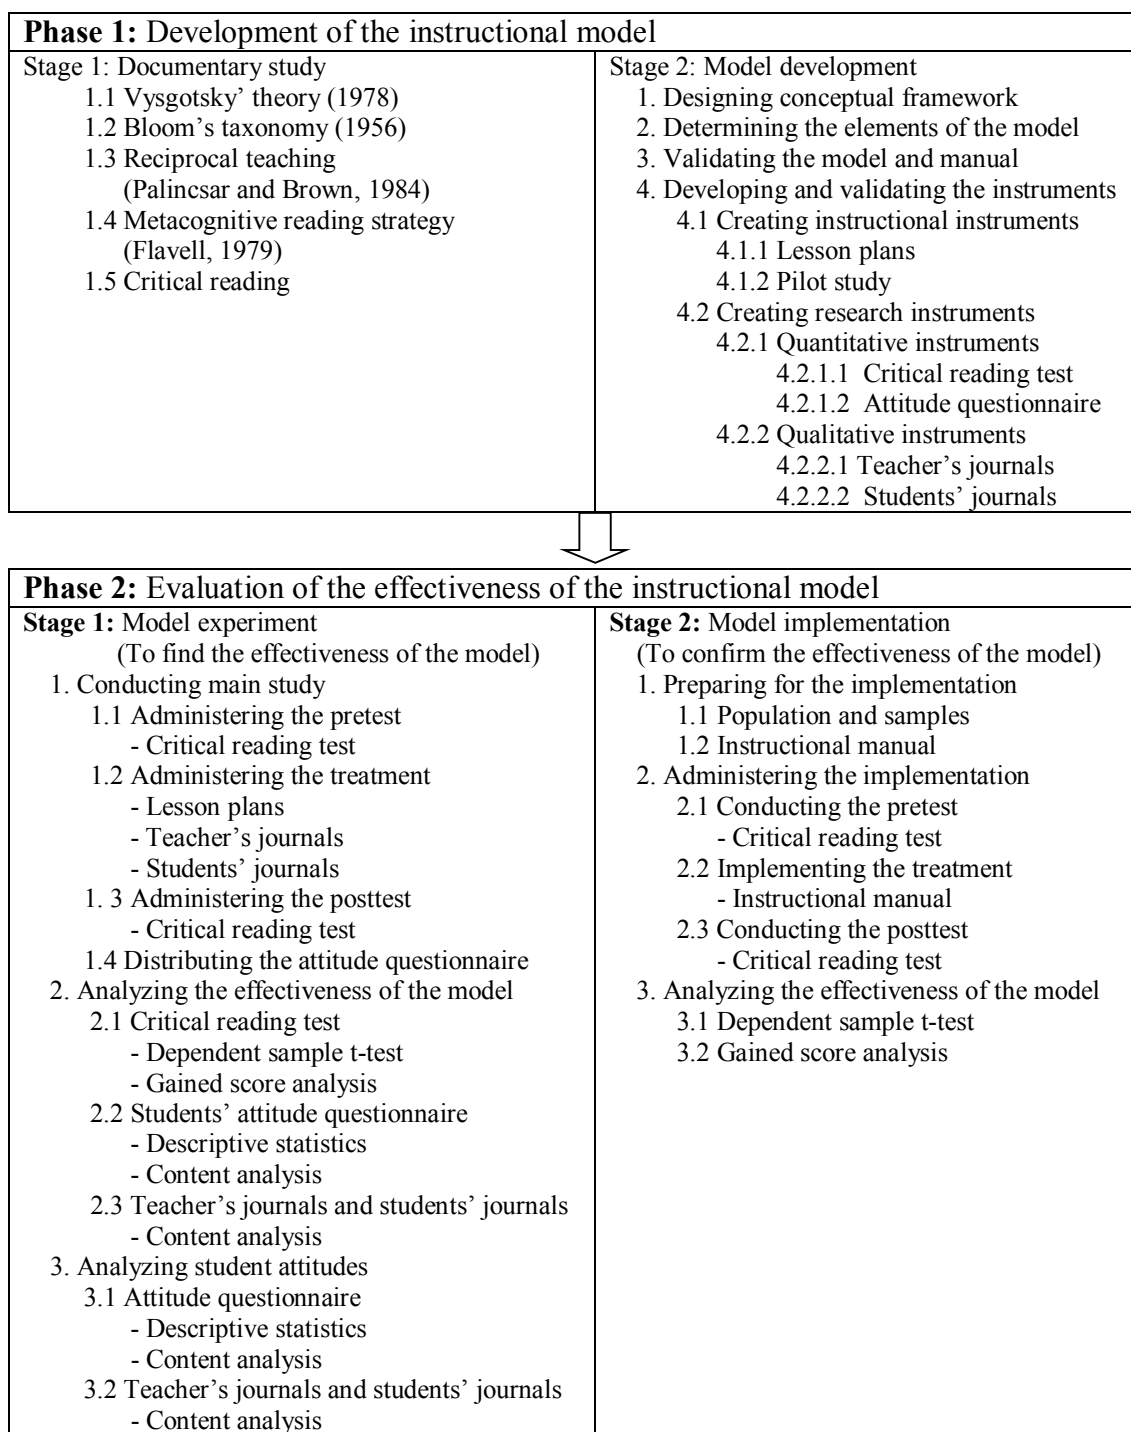 Phase 1: Development of the instructional model
Stage 1: Documentary study
1.1 Vysgotsky’ theory (1978)
1.2 Bloom’s taxonomy (1956)
1.3 Reciprocal teaching
(Palincsar and Brown, 1984)
1.4 Metacognitive reading strategy
(Flavell, 1979)
1.5 Critical reading
Stage 2: Model development
1. Designing conceptual framework
2. Determining the elements of the model
3. Validating the model and manual
4. Developing and validating the instruments
4.1 Creating instructional instruments
4.1.1 Lesson plans
4.1.2 Pilot study
4.2 Creating research instruments
4.2.1 Quantitative instruments
4.2.1.1 Critical reading test
4.2.1.2 Attitude questionnaire
4.2.2 Qualitative instruments
4.2.2.1 Teacher’s journals
4.2.2.2 Students’ journals
Phase 2: Evaluation of the effectiveness of the instructional model
Stage 1: Model experiment
(To find the effectiveness of the model)
1. Conducting main study
1.1 Administering the pretest
- Critical reading test
1.2 Administering the treatment
- Lesson plans
- Teacher’s journals
- Students’ journals
1. 3 Administering the posttest
- Critical reading test
1.4 Distributing the attitude questionnaire
2. Analyzing the effectiveness of the model
2.1 Critical reading test
- Dependent sample t-test
- Gained score analysis
2.2 Students’ attitude questionnaire
- Descriptive statistics
- Content analysis
2.3 Teacher’s journals and students’ journals
- Content analysis
3. Analyzing student attitudes
3.1 Attitude questionnaire
- Descriptive statistics
- Content analysis
3.2 Teacher’s journals and students’ journals
- Content analysis
Stage 2: Model implementation
(To confirm the effectiveness of the model)
1. Preparing for the implementation
1.1 Population and samples
1.2 Instructional manual
2. Administering the implementation
2.1 Conducting the pretest
- Critical reading test
2.2 Implementing the treatment
- Instructional manual
2.3 Conducting the posttest
- Critical reading test
3. Analyzing the effectiveness of the model
3.1 Dependent sample t-test
3.2 Gained score analysis